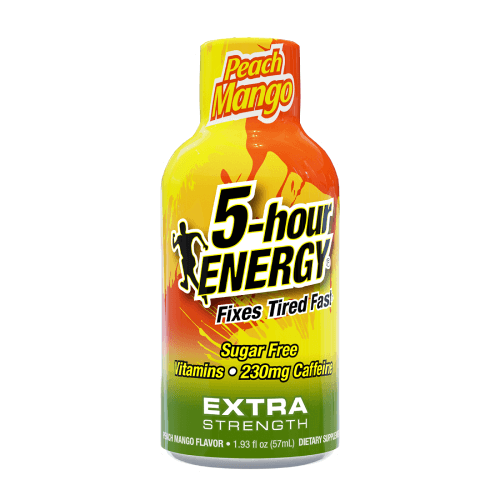 Peach
Mango
5-hour
ENERGY®
Fixes Tired Fast
Sugar Free
Vitamins • 230mg Caffeine
EXTRA
STRENGTH
PEACH MANGO FLAVOR • 1.93 fl oz (57mL) DIETARY SUPPLEMENT